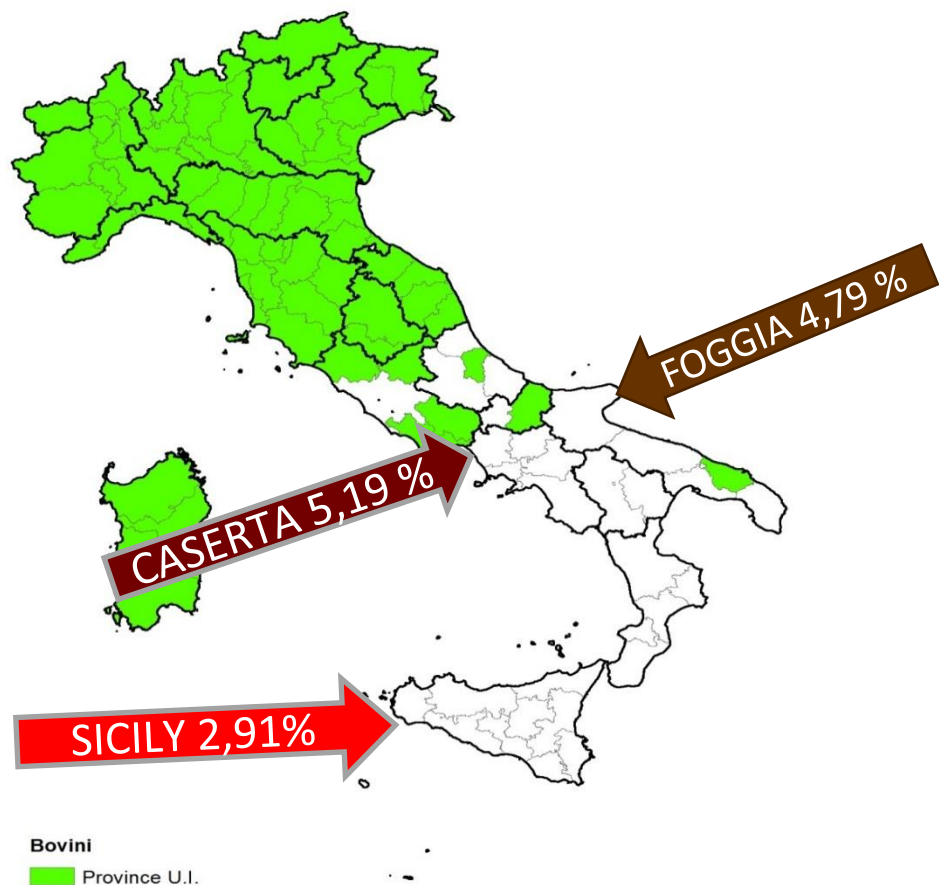 FOGGIA 4,79 %
CASERTA 5,19 %
SICILY 2,91%
Bovini
Province U.I.